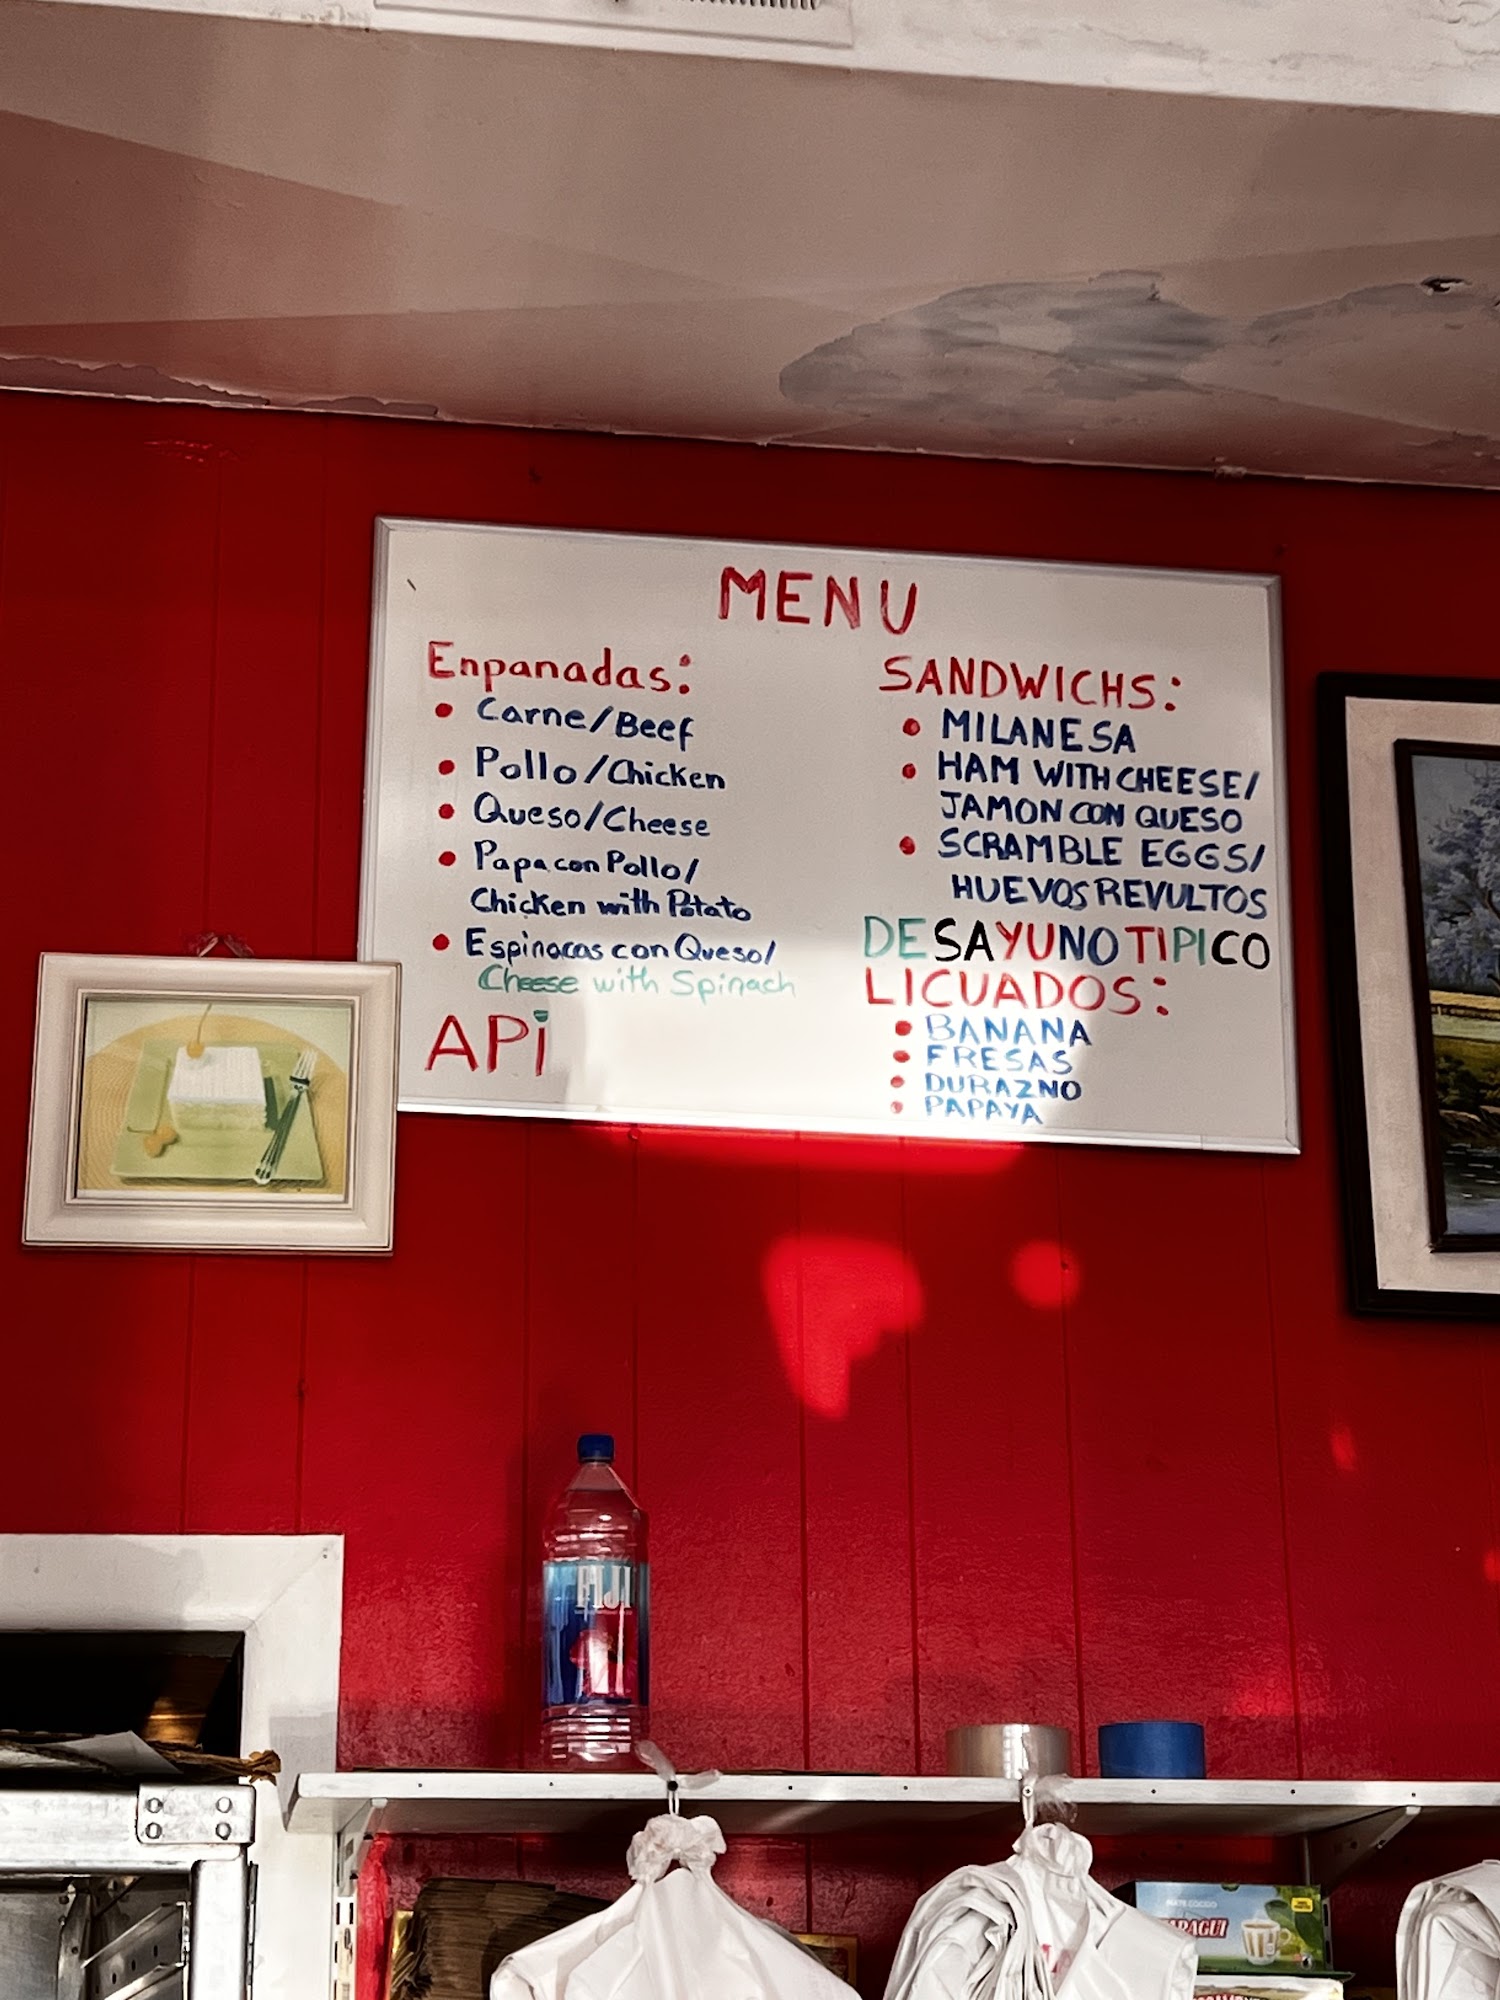 MENU
Enpanadas:
Carne/Beef
Pollo/Chicken
Queso/Cheese
Papa con Pollo/
Chicken with Potato
Espinacas con Queso/
Cheese with Spinach
APi
SANDWICHS:
MILANESA
HAM WITH CHEESE/
JAMON CON QUESO
SCRAMBLE EGGS/
HUEVOS REVULTOS
DESAYUNO TIPICO
LICUADOS:
BANANA
FRESAS
DURAZNO
PAPAYA
FIJI